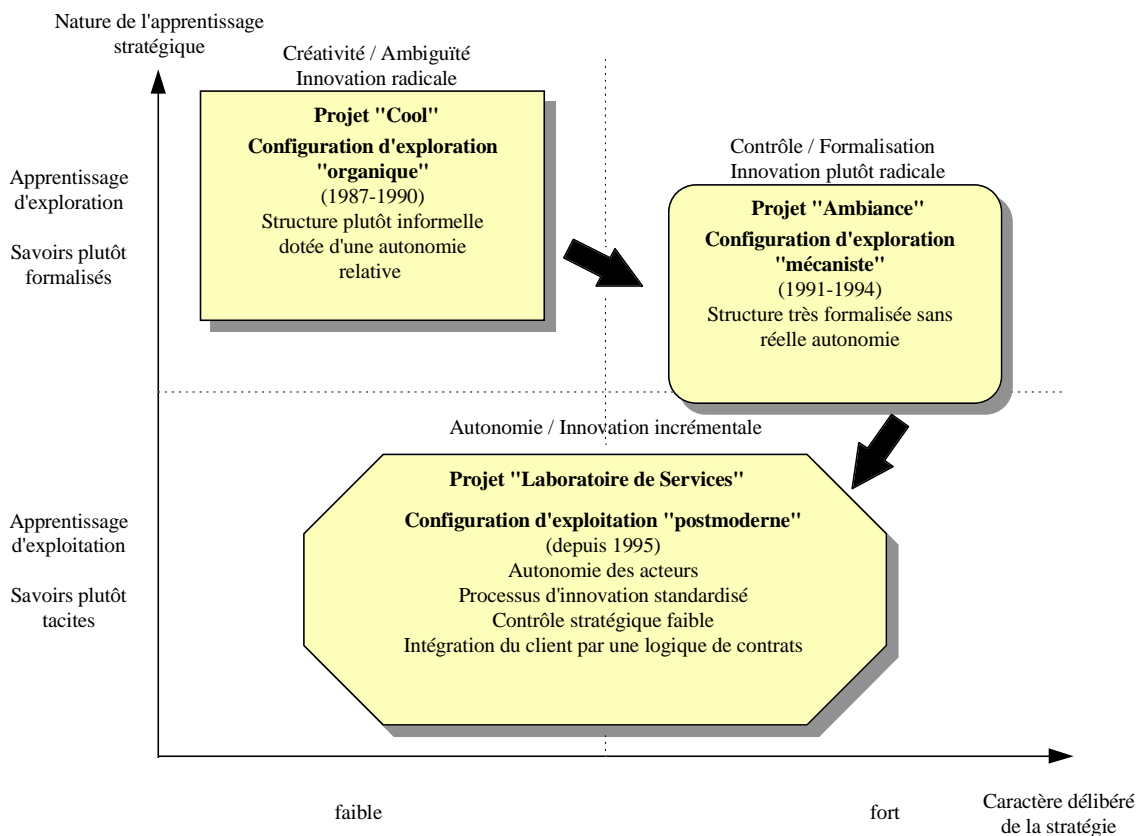 Nature de l'apprentissage
stratégique
Créativité / Ambiguïté
Innovation radicale
Projet "Cool"
Configuration d'exploration
"organique"
(1987-1990)
Structure plutôt informelle
dotée d'une autonomie
relative
Contrôle / Formalisation
Innovation plutôt radicale
Projet "Ambiance"
Configuration d'exploration
"mécaniste"
(1991-1994)
Structure très formalisée sans
réelle autonomie
Apprentissage
d'exploration
Savoirs plutôt
formalisés
Autonomie / Innovation incrémentale
Projet "Laboratoire de Services"
Configuration d'exploitation "postmoderne"
(depuis 1995)
Autonomie des acteurs
Processus d'innovation standardisé
Contrôle stratégique faible
Intégration du client par une logique de contrats
Apprentissage
d'exploitation
Savoirs plutôt
tacites
faible
fort
Caractère délibéré
de la stratégie